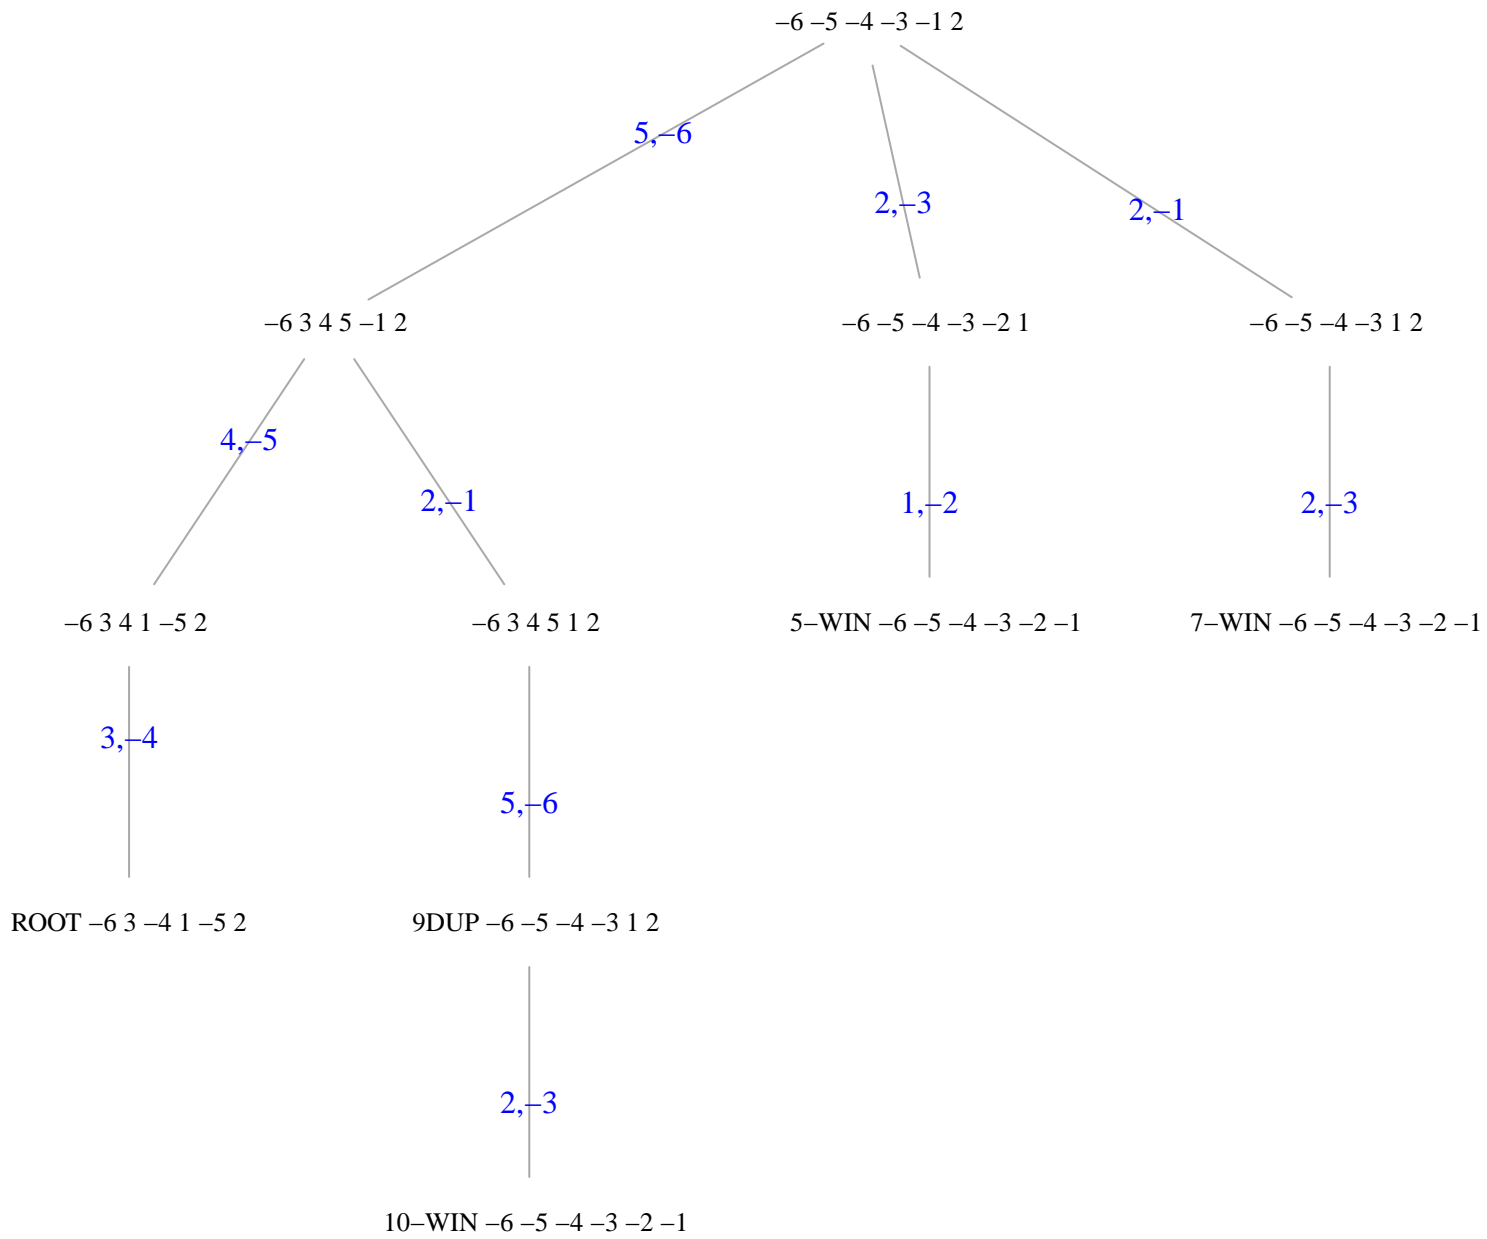 –6 –5 –4 –3 –1 2
5,–6
2,–3
2,–1
–6 3 4 5 –1 2
–6 –5 –4 –3 –2 1
–6 –5 –4 –3 1 2
4,–5
2,–1
1,–2
2,–3
–6 3 4 1 –5 2
–6 3 4 5 1 2
5–WIN –6 –5 –4 –3 –2 –1
7–WIN –6 –5 –4 –3 –2 –1
3,–4
5,–6
ROOT –6 3 –4 1 –5 2
9DUP –6 –5 –4 –3 1 2
2,–3
10–WIN –6 –5 –4 –3 –2 –1